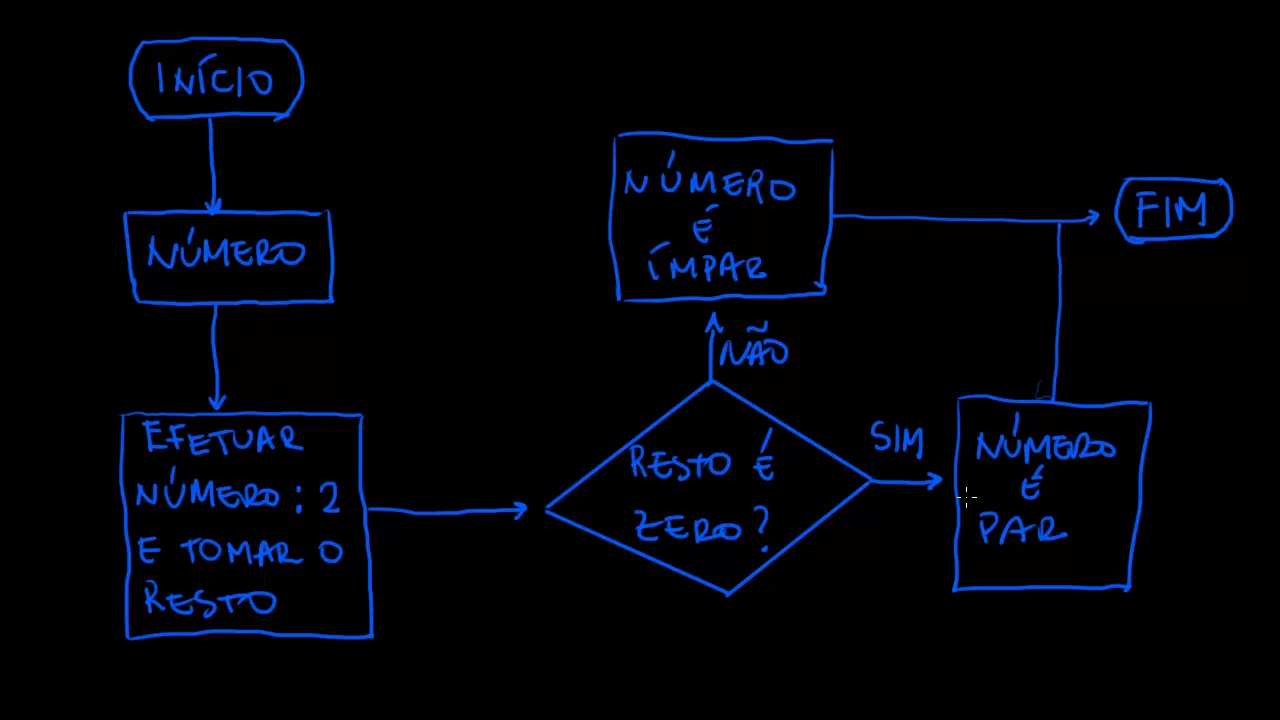 INÍCIO
NÚMERO
EFETUAR
NÚMERO : 2
E TOMAR O
RESTO
RESTO É
ZERO?
NÃO
NÚMERO
É
ÍMPAR
SIM
NÚMERO
É
PAR
FIM